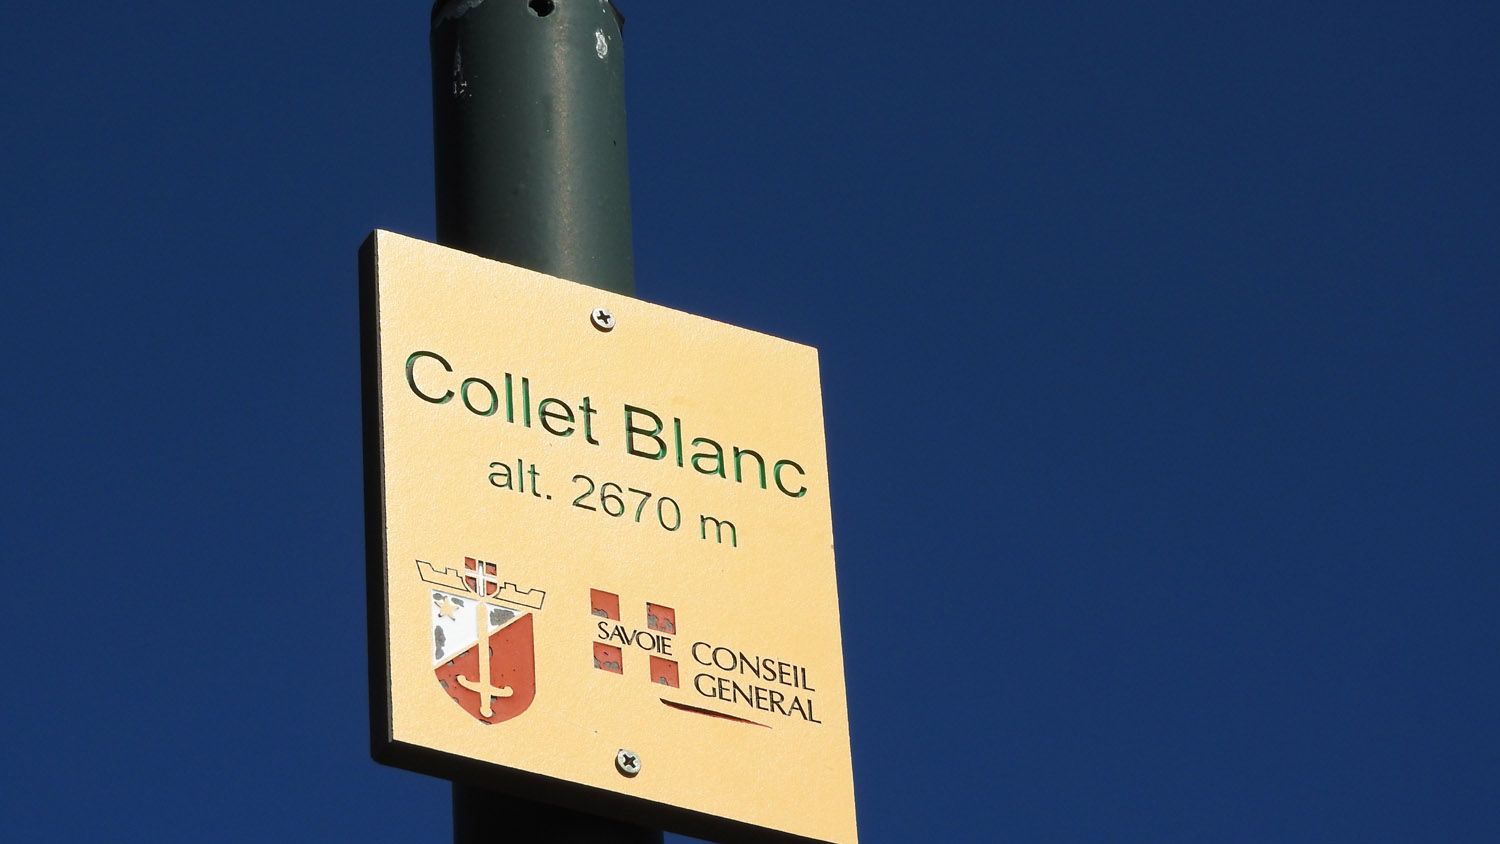 Collet Blanc
alt. 2670 m
SAVOIE
CONSEIL
GENERAL